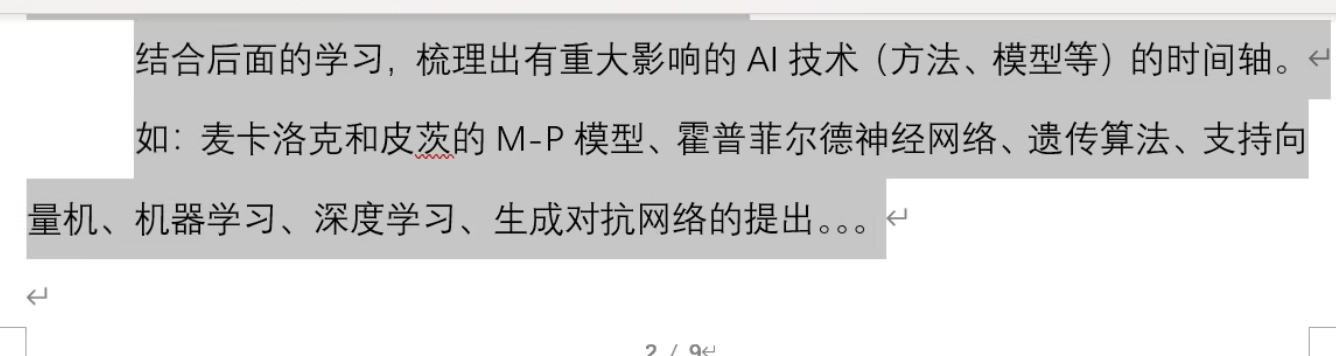 结合后面的学习，梳理出有重大影响的 AI 技术（方法、模型等）的时间轴。
如：麦卡洛克和皮茨的 M-P 模型、霍普菲尔德神经网络、遗传算法、支持向
量机、机器学习、深度学习、生成对抗网络的提出。。。
2 / 9